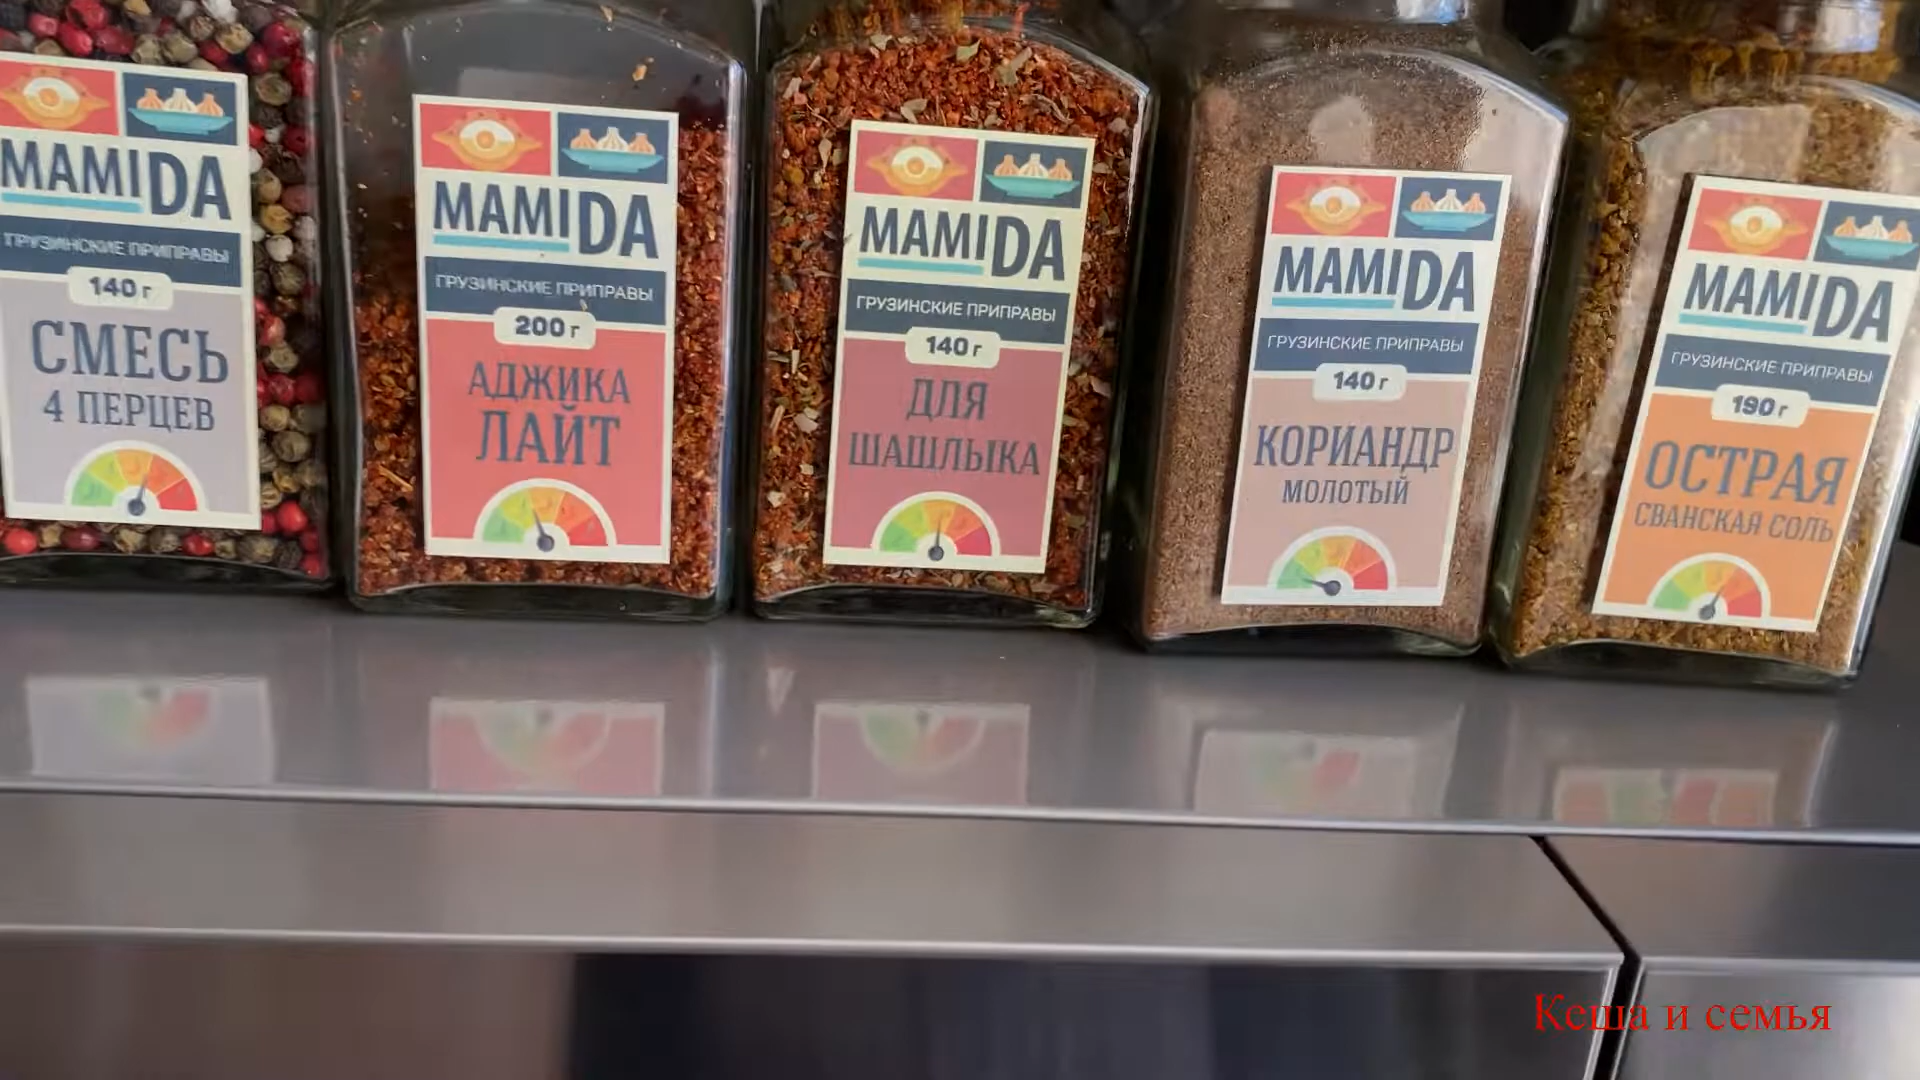 MAMIDA
ГРУЗИНСКИЕ ПРИПРАВЫ
140 г
СМЕСЬ
4 ПЕРЦЕВ
MAMIDA
ГРУЗИНСКИЕ ПРИПРАВЫ
200 г
АДЖИКА
ЛАЙТ
MAMIDA
ГРУЗИНСКИЕ ПРИПРАВЫ
140 г
ДЛЯ
ШАШЛЫКА
MAMIDA
ГРУЗИНСКИЕ ПРИПРАВЫ
140 г
КОРИАНДР
МОЛОТЫЙ
MAMIDA
ГРУЗИНСКИЕ ПРИПРАВЫ
190 г
ОСТРАЯ
СВАНСКАЯ СОЛЬ
Кеша и семья